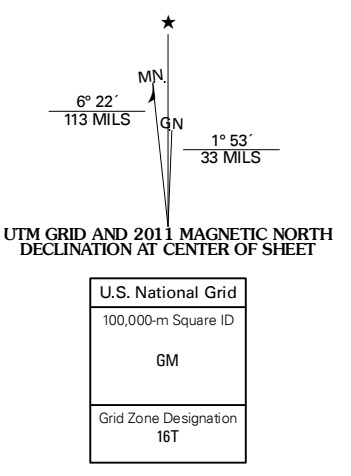 ★
MN.
GN
6° 22´
113 MILS
1° 53´
33 MILS
UTM GRID AND 2011 MAGNETIC NORTH
DECLINATION AT CENTER OF SHEET
U.S. National Grid
100,000-m Square ID
GM
Grid Zone Designation
16T